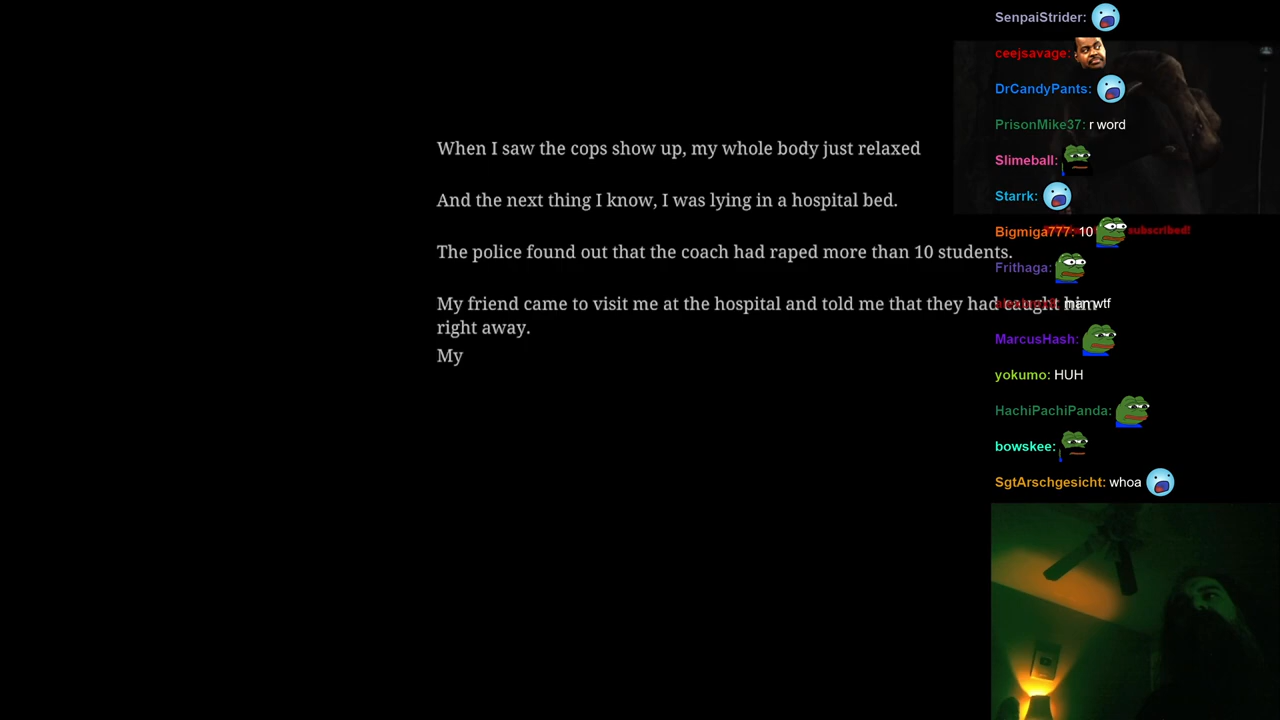 When I saw the cops show up, my whole body just relaxed
And the next thing I know, I was lying in a hospital bed.
The police found out that the coach had raped more than 10 students.
My friend came to visit me at the hospital and told me that they had caught him
right away.
My
SenpaiStrider:
ceejsavage:
DrCandyPants:
PrisonMike37: r word
Slimeball:
Starrk:
Bigmiga777: 10
subscribed!
Frithaga:
man wtf
MarcusHash:
yokumo: HUH
HachiPachiPanda:
bowskee:
SgtArschgesicht: whoa